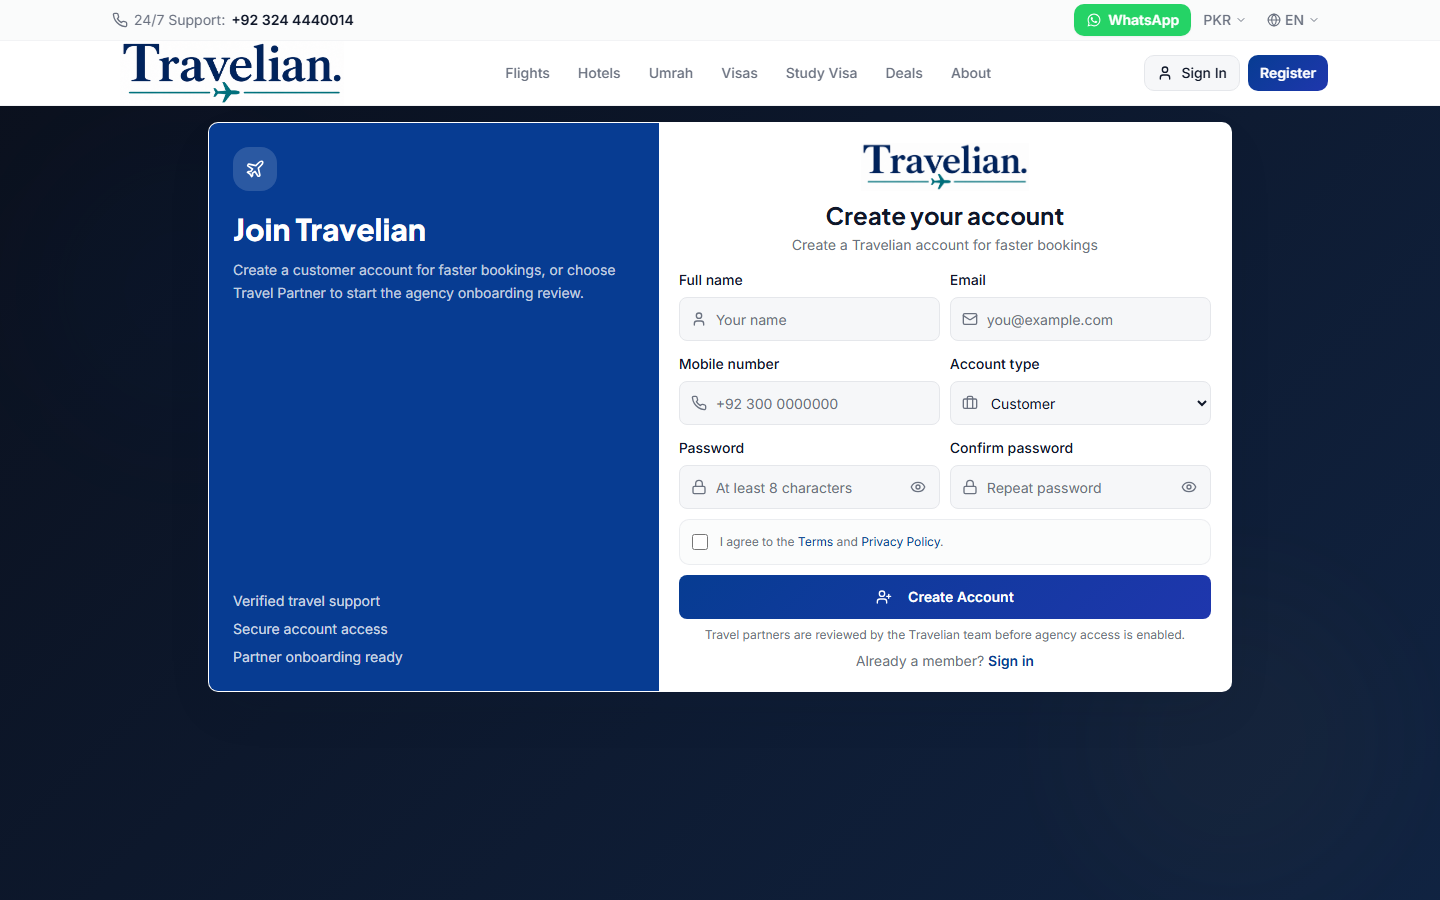 24/7 Support: +92 324 4440014
WhatsApp
PKR
EN
Travelian.
Flights
Hotels
Umrah
Visas
Study Visa
Deals
About
Sign In
Register
Join Travelian
Create a customer account for faster bookings, or choose
Travel Partner to start the agency onboarding review.
Verified travel support
Secure account access
Partner onboarding ready
Travelian.
Create your account
Create a Travelian account for faster bookings
Full name
Your name
Email
you@example.com
Mobile number
+92 300 0000000
Account type
Customer
Password
At least 8 characters
Confirm password
Repeat password
I agree to the Terms and Privacy Policy.
Create Account
Travel partners are reviewed by the Travelian team before agency access is enabled.
Already a member? Sign in